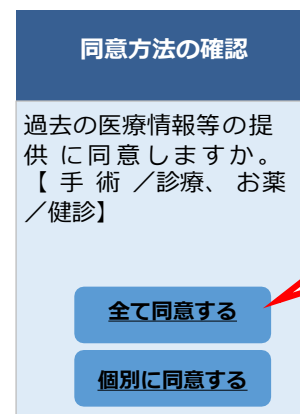 同意方法の確認
過去の医療情報等の提
供 に同意しますか。
【 手 術 ／診療、 お薬
／健診】
全て同意する
個別に同意する